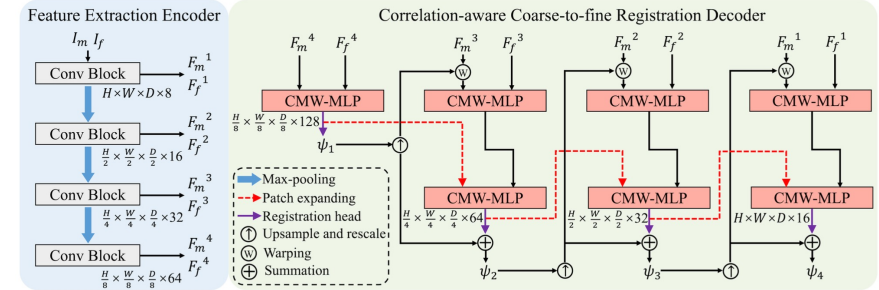 Feature Extraction Encoder
I_m I_f
Conv Block
F_m^1
F_f^1
H×W×D×8
Conv Block
F_m^2
F_f^2
H/2 × W/2 × D/2 ×16
Conv Block
F_m^3
F_f^3
H/4 × W/4 × D/4 ×32
Conv Block
F_m^4
F_f^4
H/8 × W/8 × D/8 ×64
Correlation-aware Coarse-to-fine Registration Decoder
F_m^4 F_f^4 F_m^3 F_f^3 F_m^2 F_f^2 F_m^1 F_f^1
W W W
CMW-MLP CMW-MLP CMW-MLP CMW-MLP
H/8 × W/8 × D/8 ×128
ψ_1
CMW-MLP CMW-MLP CMW-MLP
H/4 × W/4 × D/4 ×64 H/2 × W/2 × D/2 ×32 H×W×D×16
ψ_2 ψ_3 ψ_4
Max-pooling
Patch expanding
Registration head
Upsample and rescale
W Warping
Summation